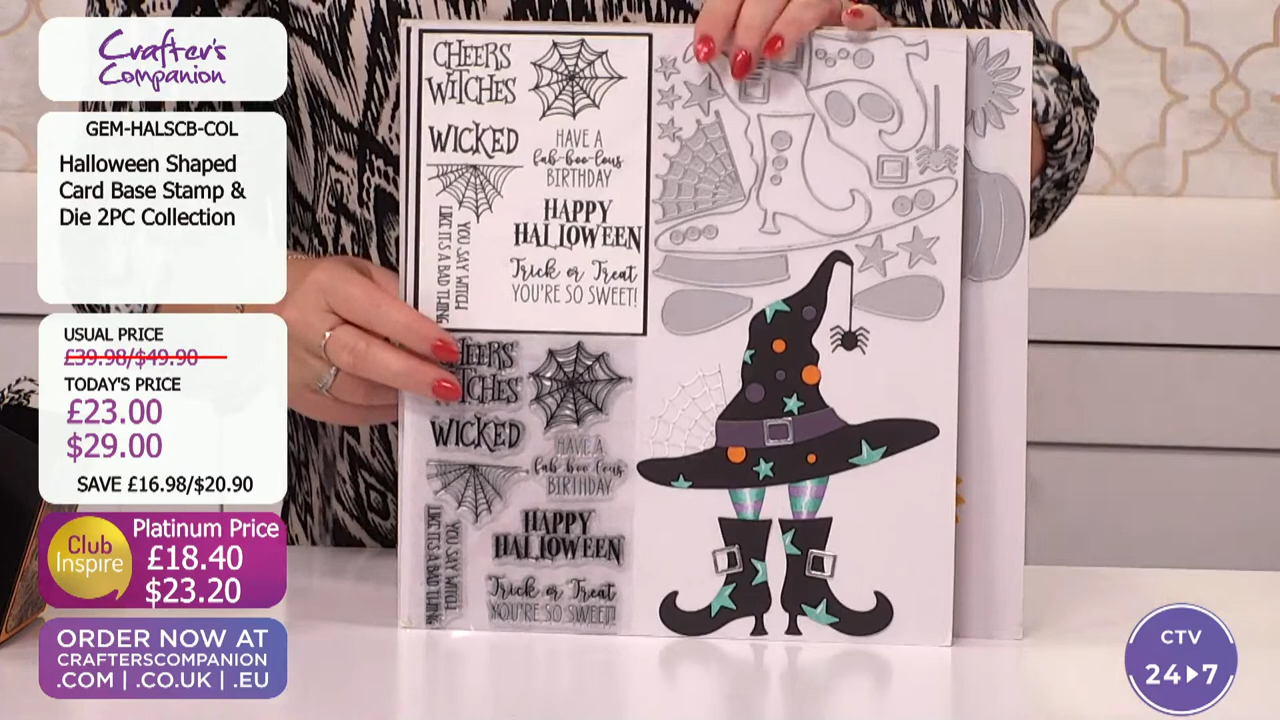 Crafter's
Companion
GEM-HALSCB-COL
Halloween Shaped
Card Base Stamp &
Die 2PC Collection
USUAL PRICE
£39.98/$49.90
TODAY'S PRICE
£23.00
$29.00
SAVE £16.98/$20.90
Club
Inspire
Platinum Price
£18.40
$23.20
ORDER NOW AT
CRAFTERSCOMPANION
.COM | .CO.UK | .EU
CHEERS
WITCHES
WICKED
HAVE A
fab-boo-lous
BIRTHDAY
HAPPY
HALLOWEEN
YOU SAY WITCH
LIKE IT'S A BAD THING
Trick or Treat
YOU'RE SO SWEET!
WICKED
HAVE A
fab-boo-lous
BIRTHDAY
YOU SAY WITCH
LIKE IT'S A BAD THING
HAPPY
HALLOWEEN
Trick or Treat
YOU'RE SO SWEET!
CTV
24▶7